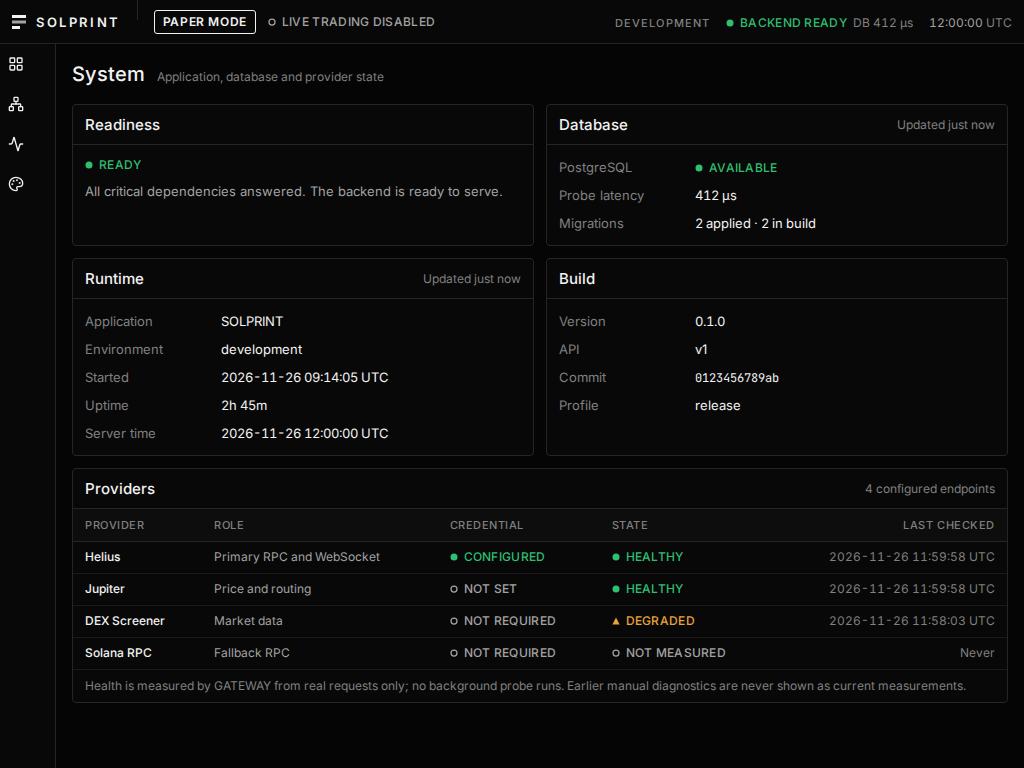 SOLPRINT PAPER MODE LIVE TRADING DISABLED DEVELOPMENT BACKEND READY DB 412 µs 12:00:00 UTC
System Application, database and provider state
Readiness
READY
All critical dependencies answered. The backend is ready to serve.
Database Updated just now
PostgreSQL AVAILABLE
Probe latency 412 µs
Migrations 2 applied · 2 in build
Runtime Updated just now
Application SOLPRINT
Environment development
Started 2026-11-26 09:14:05 UTC
Uptime 2h 45m
Server time 2026-11-26 12:00:00 UTC
Build
Version 0.1.0
API v1
Commit 0123456789ab
Profile release
Providers 4 configured endpoints
PROVIDER ROLE CREDENTIAL STATE LAST CHECKED
Helius Primary RPC and WebSocket CONFIGURED HEALTHY 2026-11-26 11:59:58 UTC
Jupiter Price and routing NOT SET HEALTHY 2026-11-26 11:59:58 UTC
DEX Screener Market data NOT REQUIRED DEGRADED 2026-11-26 11:58:03 UTC
Solana RPC Fallback RPC NOT REQUIRED NOT MEASURED Never
Health is measured by GATEWAY from real requests only; no background probe runs. Earlier manual diagnostics are never shown as current measurements.